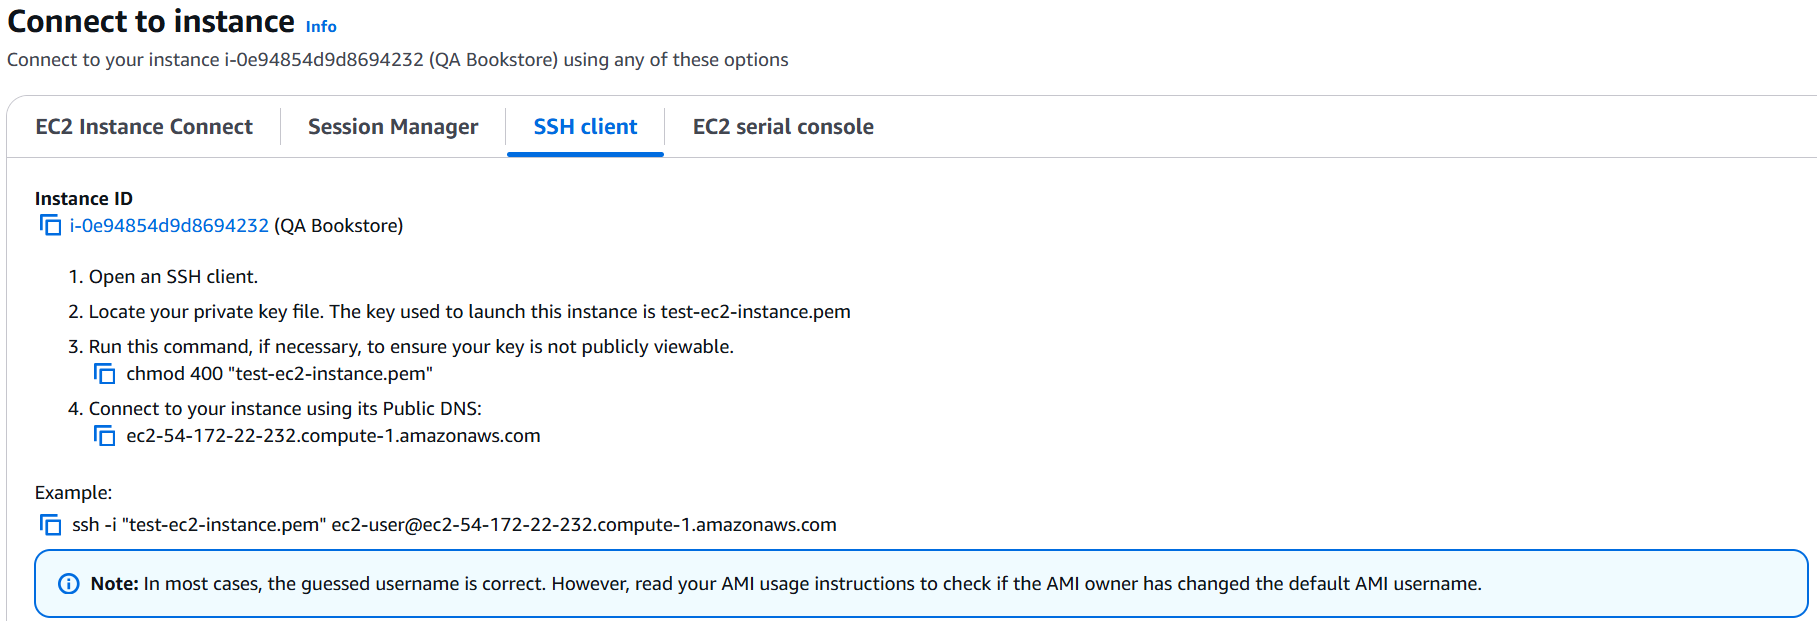 Connect to instance Info
Connect to your instance i-0e94854d9d8694232 (QA Bookstore) using any of these options
EC2 Instance Connect Session Manager SSH client EC2 serial console
Instance ID
i-0e94854d9d8694232 (QA Bookstore)
1. Open an SSH client.
2. Locate your private key file. The key used to launch this instance is test-ec2-instance.pem
3. Run this command, if necessary, to ensure your key is not publicly viewable.
chmod 400 "test-ec2-instance.pem"
4. Connect to your instance using its Public DNS:
ec2-54-172-22-232.compute-1.amazonaws.com
Example:
ssh -i "test-ec2-instance.pem" ec2-user@ec2-54-172-22-232.compute-1.amazonaws.com
Note: In most cases, the guessed username is correct. However, read your AMI usage instructions to check if the AMI owner has changed the default AMI username.